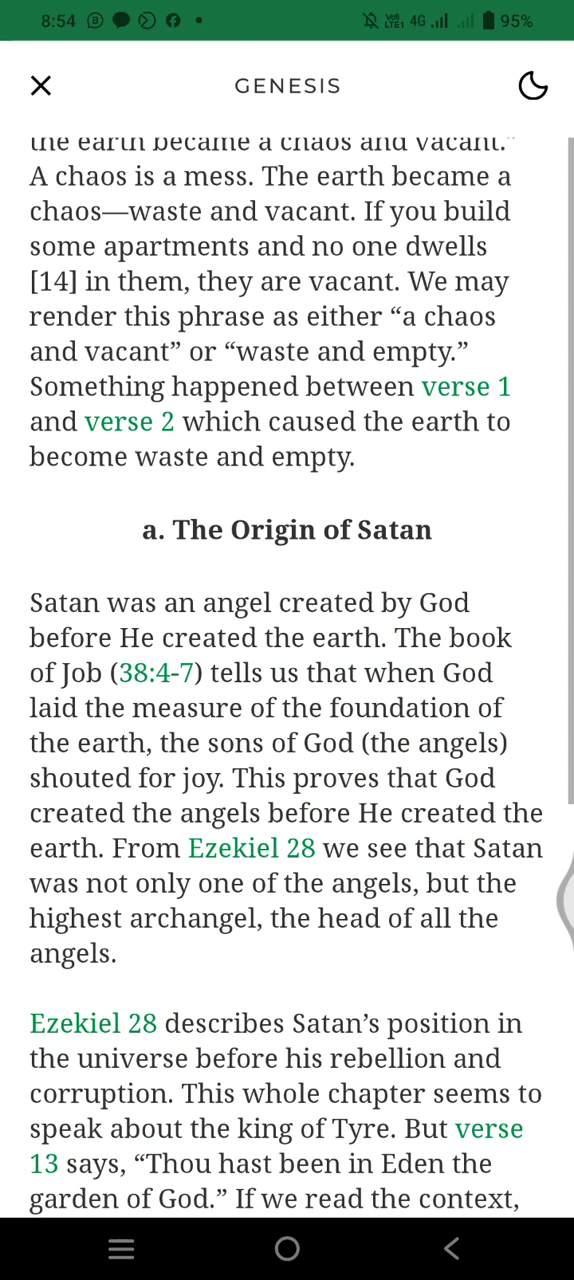 8:54
4G
95%
GENESIS
the earth became a chaos and vacant.”
A chaos is a mess. The earth became a
chaos—waste and vacant. If you build
some apartments and no one dwells
[14] in them, they are vacant. We may
render this phrase as either “a chaos
and vacant” or “waste and empty.”
Something happened between verse 1
and verse 2 which caused the earth to
become waste and empty.
a. The Origin of Satan
Satan was an angel created by God
before He created the earth. The book
of Job (38:4-7) tells us that when God
laid the measure of the foundation of
the earth, the sons of God (the angels)
shouted for joy. This proves that God
created the angels before He created the
earth. From Ezekiel 28 we see that Satan
was not only one of the angels, but the
highest archangel, the head of all the
angels.
Ezekiel 28 describes Satan’s position in
the universe before his rebellion and
corruption. This whole chapter seems to
speak about the king of Tyre. But verse
13 says, “Thou hast been in Eden the
garden of God.” If we read the context,